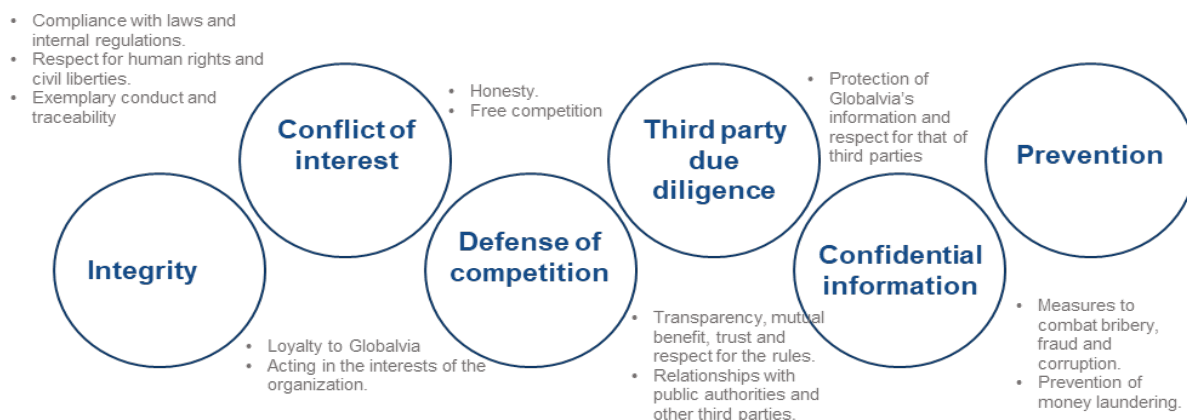 • Compliance with laws and
internal regulations.
• Respect for human rights and
civil liberties.
• Exemplary conduct and
traceability
Integrity
Conflict of
interest
• Loyalty to Globalvia
• Acting in the interests of the
organization.
• Honesty.
• Free competition
Defense of
competition
Third party
due
diligence
• Transparency, mutual
benefit, trust and
respect for the rules.
• Relationships with
public authorities and
other third parties.
• Protection of
Globalvia's
information and
respect for that of
third parties
Confidential
information
Prevention
• Measures to
combat bribery,
fraud and
corruption.
• Prevention of
money laundering.